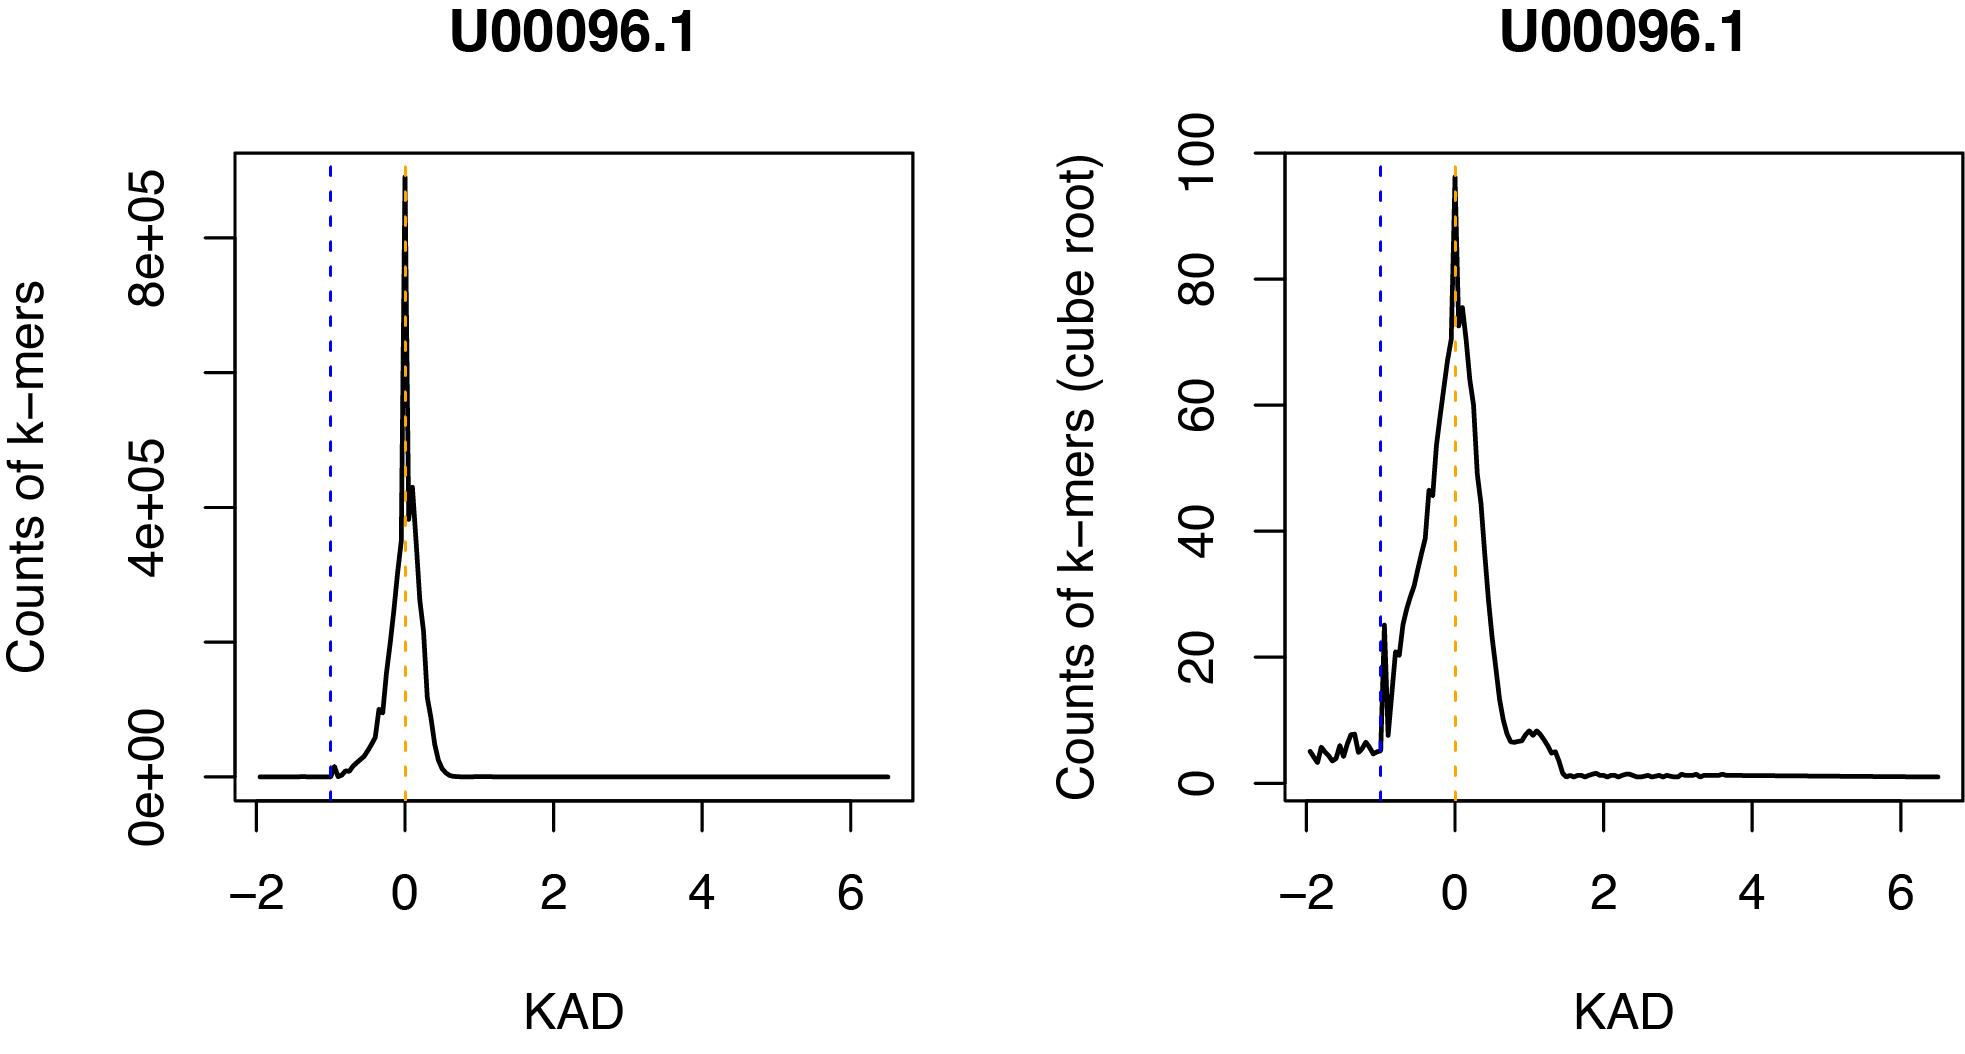 U00096.1
Counts of k−mers
0e+00
4e+05
8e+05
−2 0 2 4 6
KAD
U00096.1
Counts of k−mers (cube root)
0
20
40
60
80
100
−2 0 2 4 6
KAD